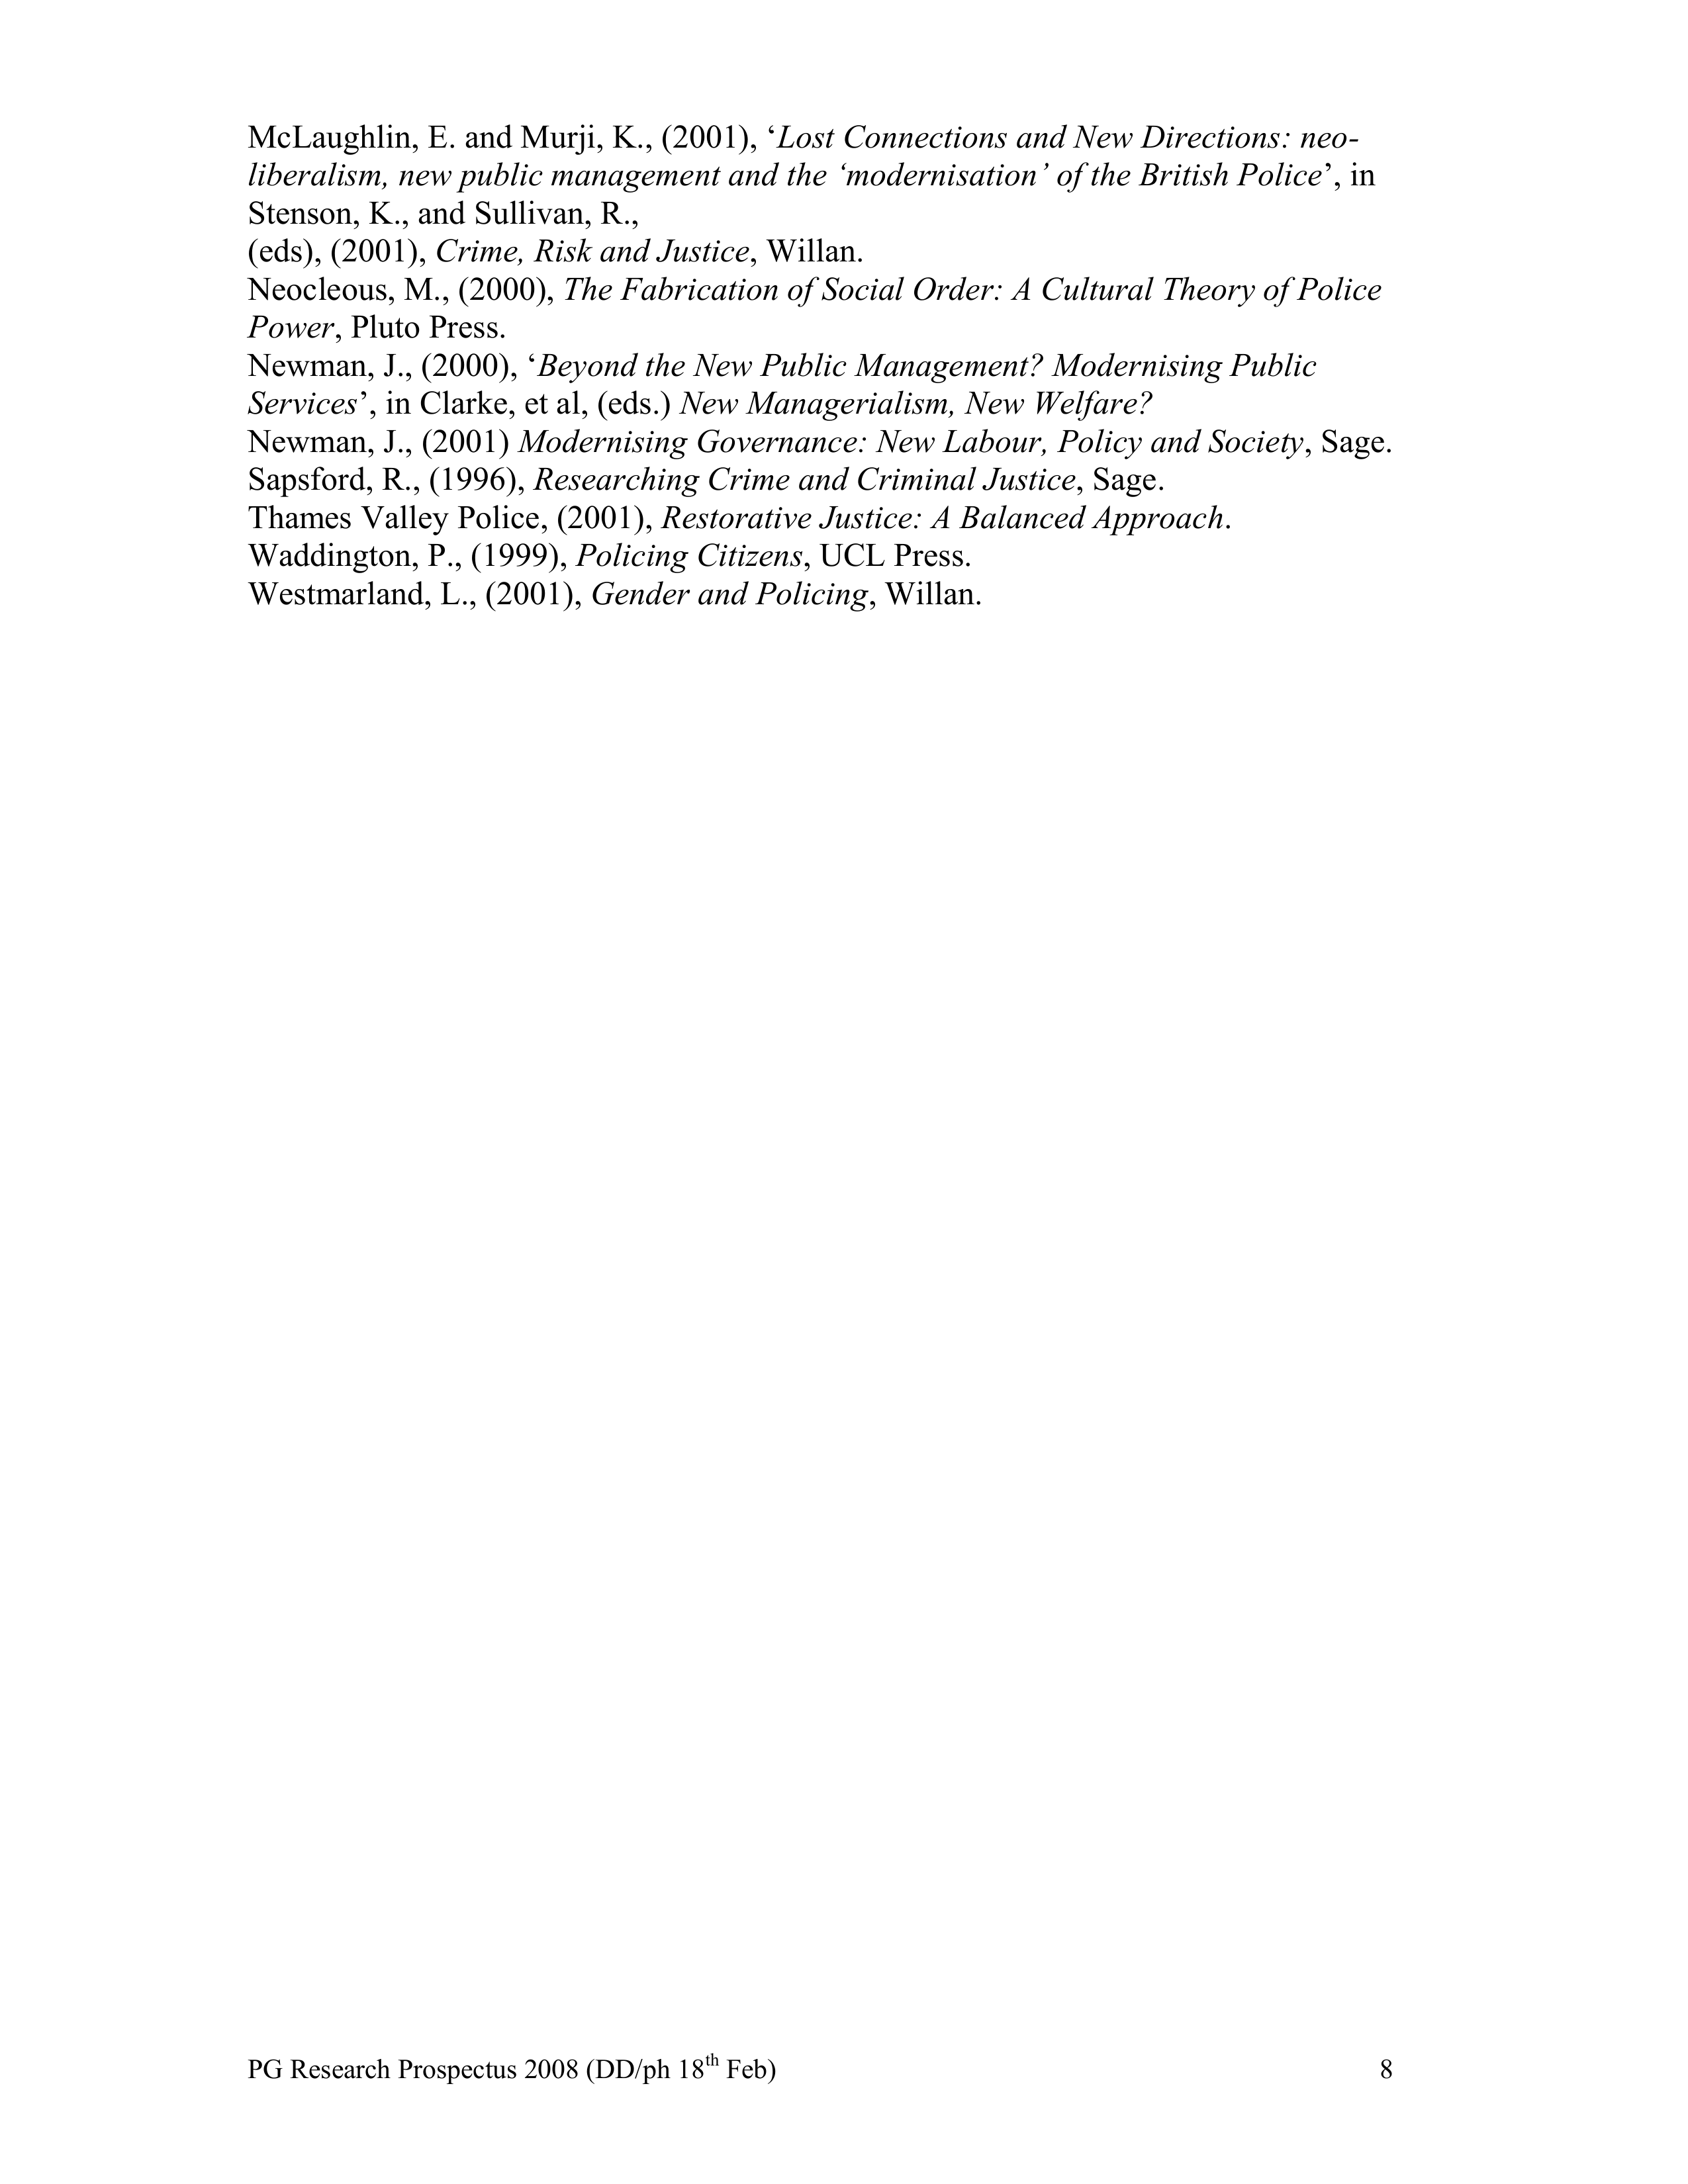 McLaughlin, E. and Murji, K., (2001), ‘Lost Connections and New Directions: neo-
liberalism, new public management and the ‘modernisation’ of the British Police’, in
Stenson, K., and Sullivan, R.,
(eds), (2001), Crime, Risk and Justice, Willan.
Neocleous, M., (2000), The Fabrication of Social Order: A Cultural Theory of Police
Power, Pluto Press.
Newman, J., (2000), ‘Beyond the New Public Management? Modernising Public
Services’, in Clarke, et al, (eds.) New Managerialism, New Welfare?
Newman, J., (2001) Modernising Governance: New Labour, Policy and Society, Sage.
Sapsford, R., (1996), Researching Crime and Criminal Justice, Sage.
Thames Valley Police, (2001), Restorative Justice: A Balanced Approach.
Waddington, P., (1999), Policing Citizens, UCL Press.
Westmarland, L., (2001), Gender and Policing, Willan.
PG Research Prospectus 2008 (DD/ph 18th Feb) 8